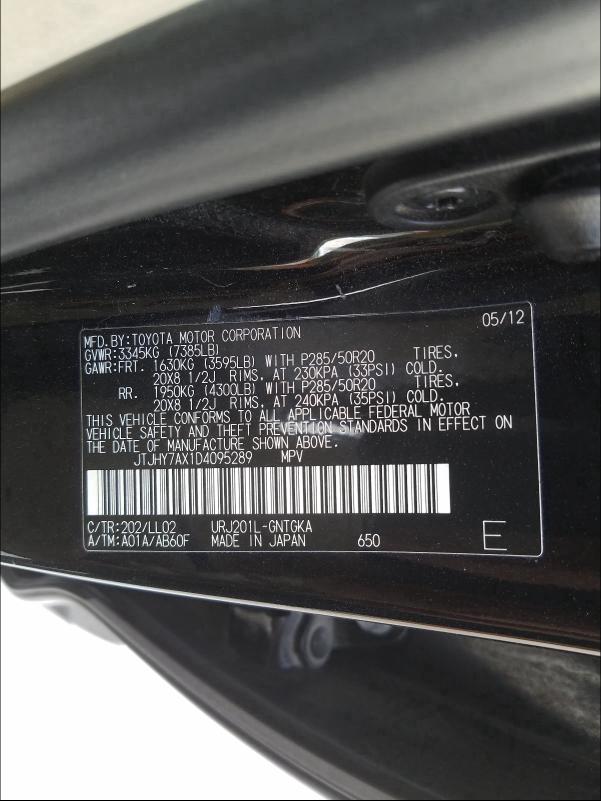 05/12
MFD.BY:TOYOTA MOTOR CORPORATION
GVWR:3345KG (7385LB)
GAWR:FRT. 1630KG (3595LB) WITH P285/50R20 TIRES,
20X8 1/2J RIMS, AT 230KPA (33PSI) COLD.
RR. 1950KG (4300LB) WITH P285/50R20 TIRES,
20X8 1/2J RIMS, AT 240KPA (35PSI) COLD.
THIS VEHICLE CONFORMS TO ALL APPLICABLE FEDERAL MOTOR
VEHICLE SAFETY AND THEFT PREVENTION STANDARDS IN EFFECT ON
THE DATE OF MANUFACTURE SHOWN ABOVE.
JTJHY7AX1D4095289 MPV
C/TR:202/LL02 URJ201L-GNTGKA
A/TM:A01A/AB60F MADE IN JAPAN 650 E